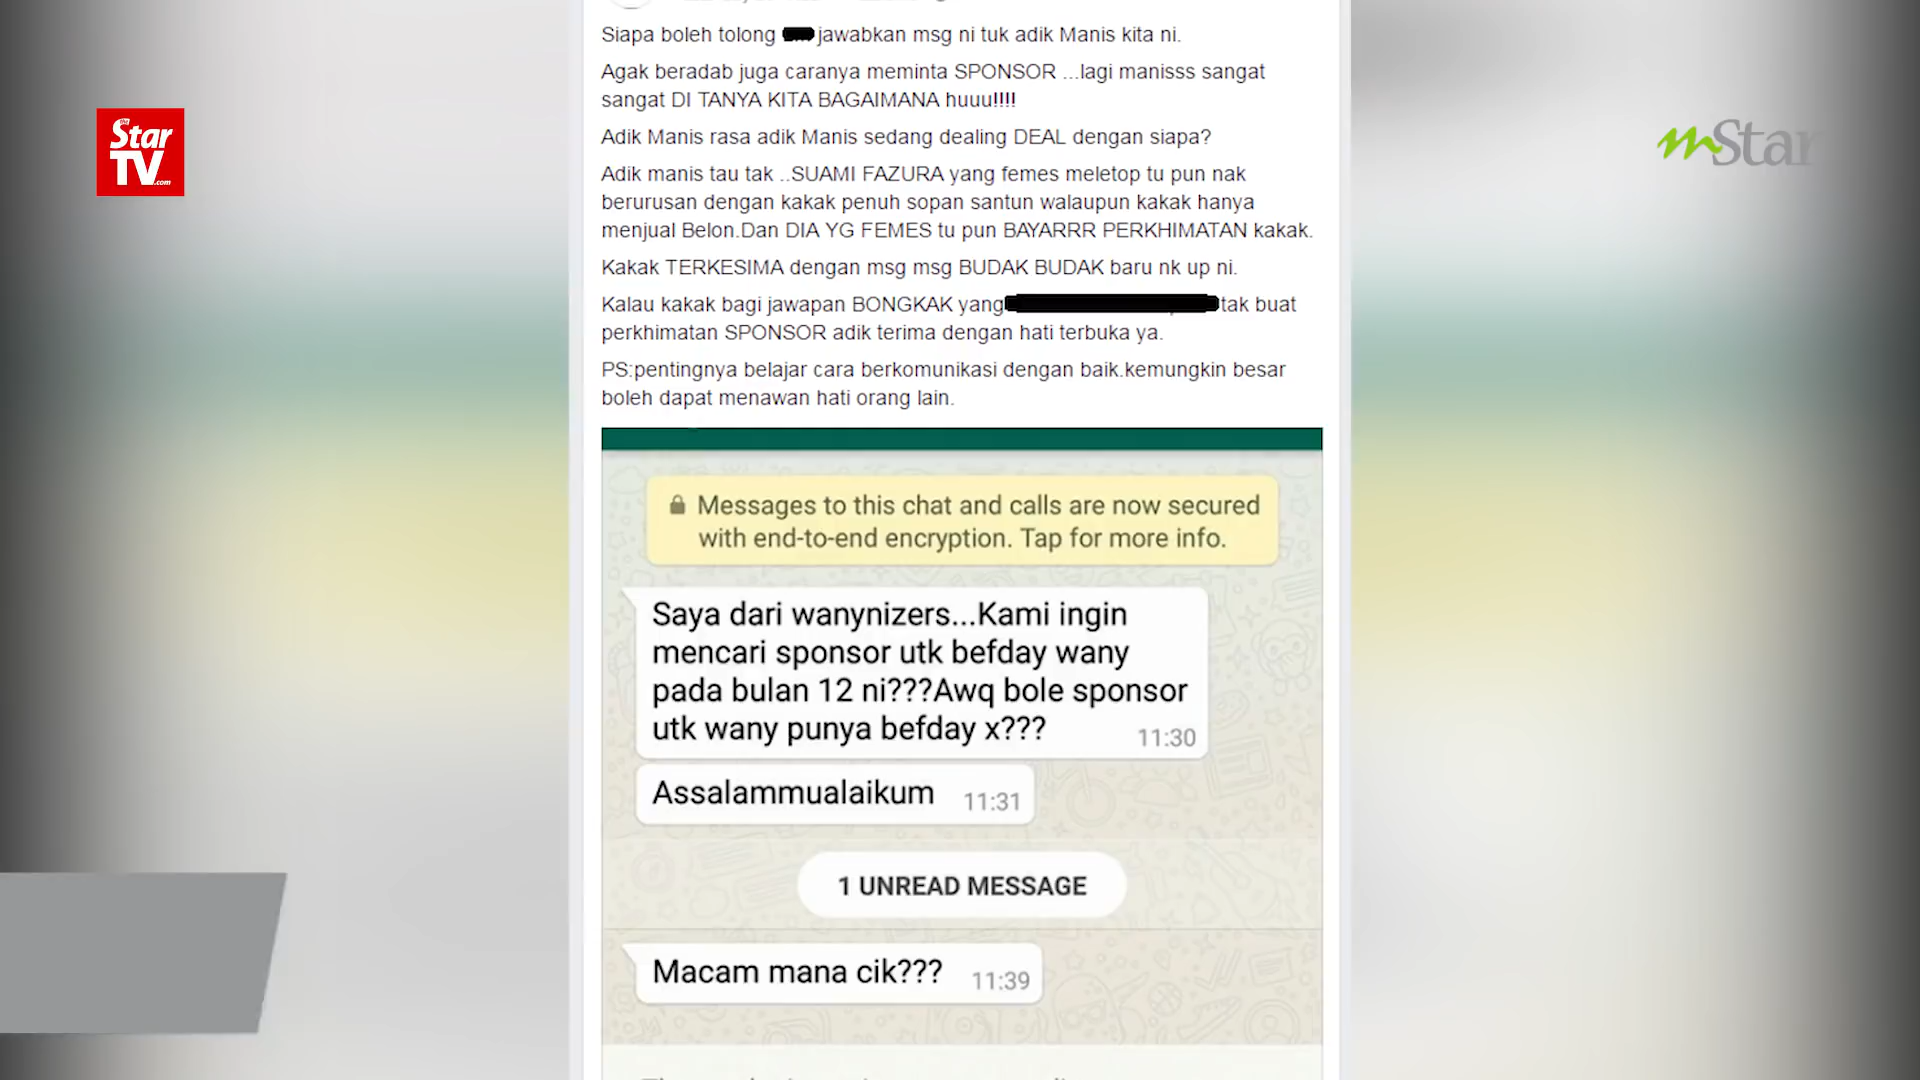 Siapa boleh tolong jawabkan msg ni tuk adik Manis kita ni.
Agak beradab juga caranya meminta SPONSOR ...lagi manisss sangat
sangat DI TANYA KITA BAGAIMANA huuu!!!!
Adik Manis rasa adik Manis sedang dealing DEAL dengan siapa?
Adik manis tau tak ..SUAMI FAZURA yang femes meletop tu pun nak
berurusan dengan kakak penuh sopan santun walaupun kakak hanya
menjual Belon.Dan DIA YG FEMES tu pun BAYARRR PERKHIMATAN kakak.
Kakak TERKESIMA dengan msg msg BUDAK BUDAK baru nk up ni.
Kalau kakak bagi jawapan BONGKAK yang tak buat
perkhimatan SPONSOR adik terima dengan hati terbuka ya.
PS:pentingnya belajar cara berkomunikasi dengan baik.kemungkin besar
boleh dapat menawan hati orang lain.
the Star
TV.com
mStar
Messages to this chat and calls are now secured
with end-to-end encryption. Tap for more info.
Saya dari wanynizers...Kami ingin
mencari sponsor utk befday wany
pada bulan 12 ni???Awq bole sponsor
utk wany punya befday x???
11:30
Assalammualaikum 11:31
1 UNREAD MESSAGE
Macam mana cik??? 11:39